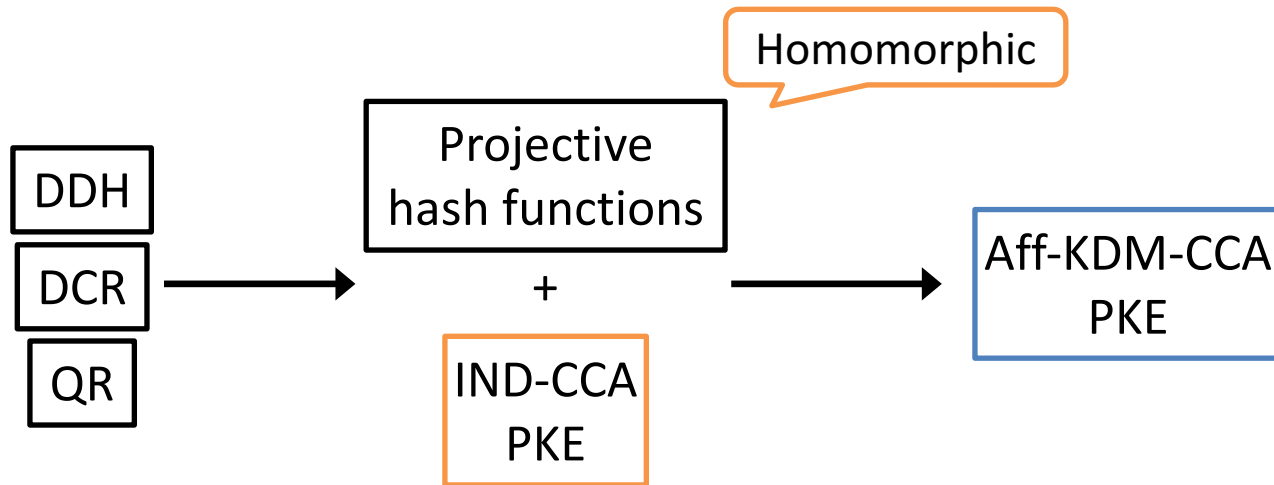 Homomorphic
Projective
hash functions
DDH
DCR
QR
+
IND-CCA
PKE
Aff-KDM-CCA
PKE